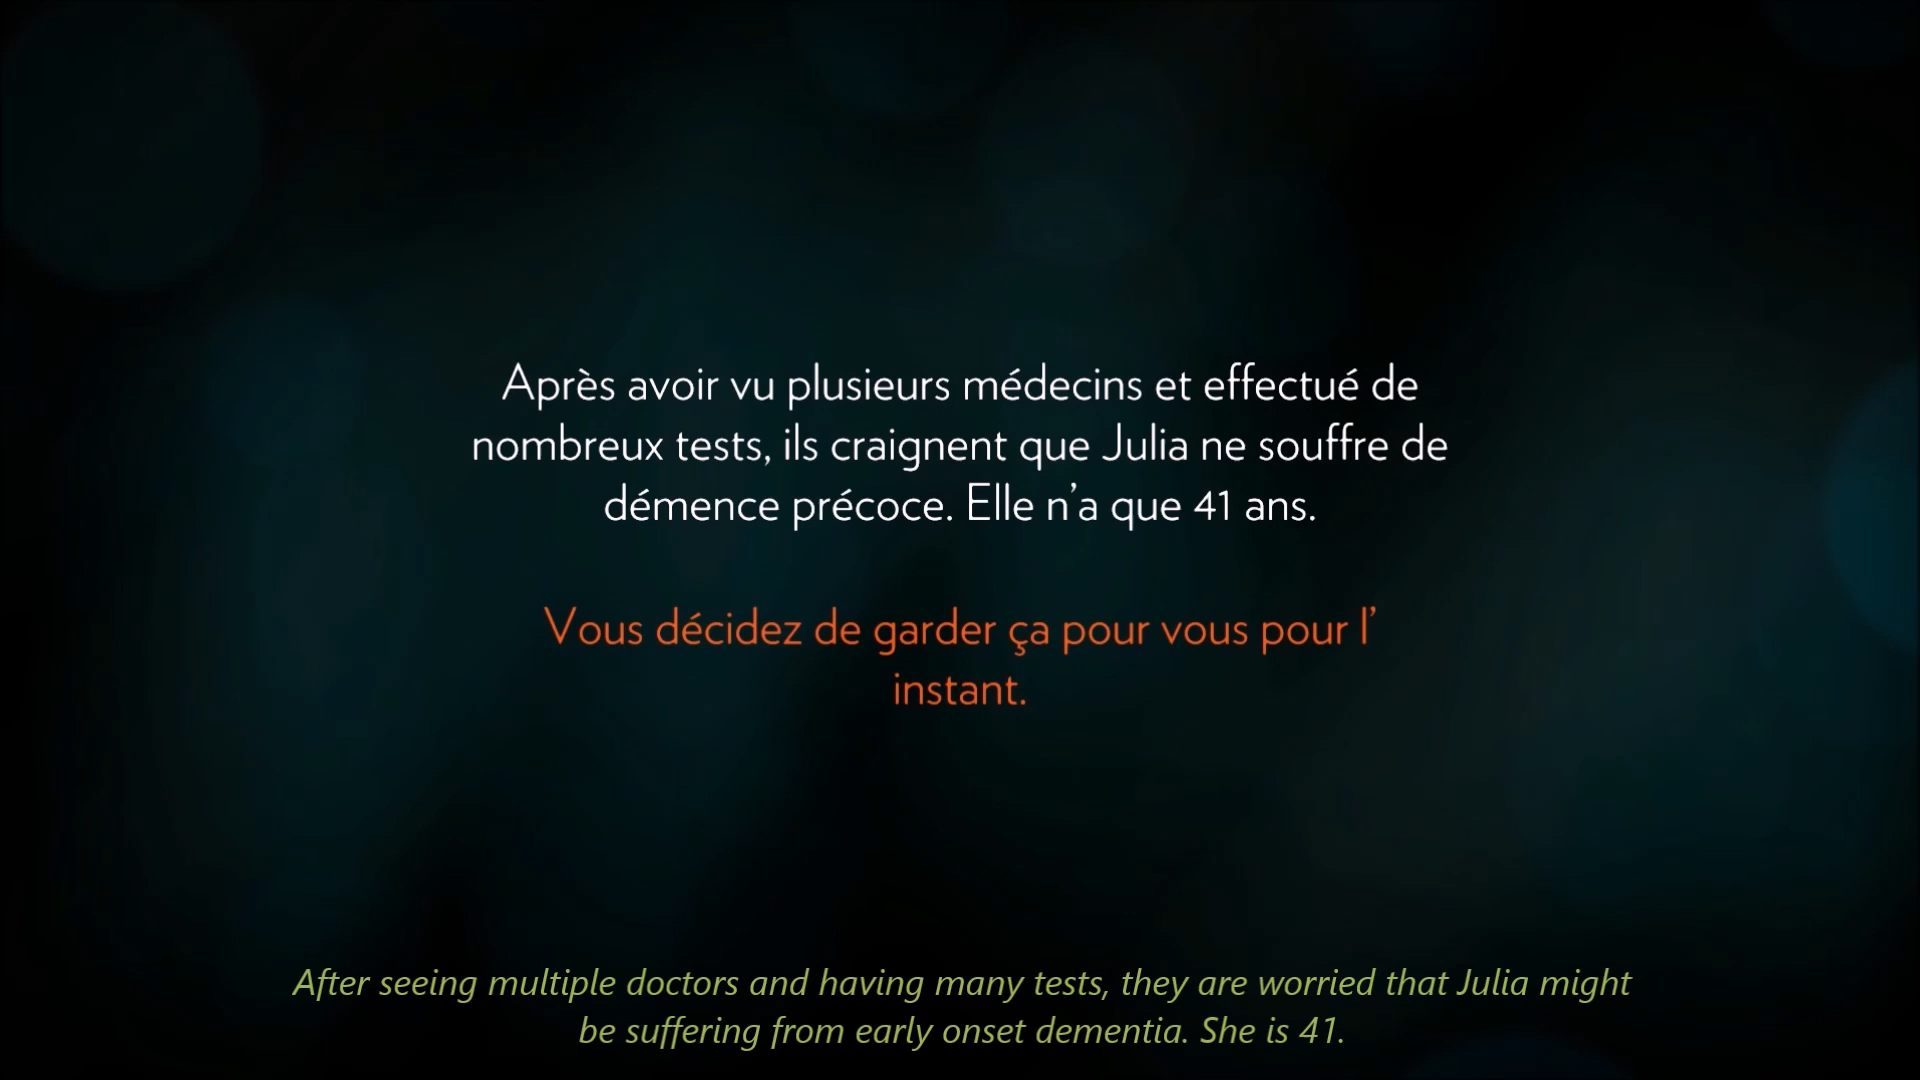 Après avoir vu plusieurs médecins et effectué de
nombreux tests, ils craignent que Julia ne souffre de
démence précoce. Elle n’a que 41 ans.
Vous décidez de garder ça pour vous pour l’
instant.
After seeing multiple doctors and having many tests, they are worried that Julia might
be suffering from early onset dementia. She is 41.